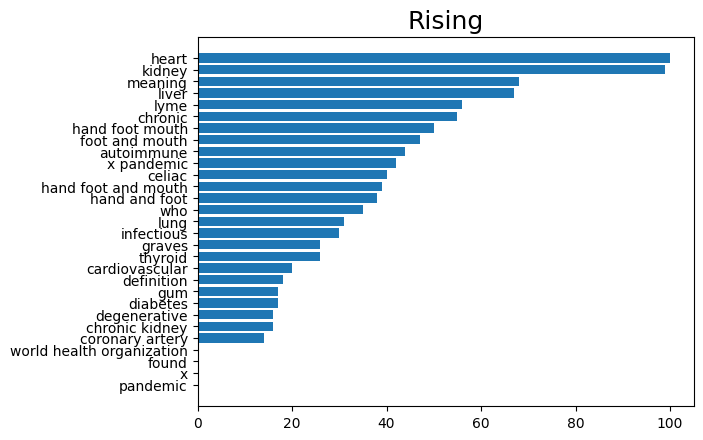 Rising
heart
kidney
meaning
liver
lyme
chronic
hand foot mouth
foot and mouth
autoimmune
x pandemic
celiac
hand foot and mouth
hand and foot
who
lung
infectious
graves
thyroid
cardiovascular
definition
gum
diabetes
degenerative
chronic kidney
coronary artery
world health organization
found
x
pandemic
0 20 40 60 80 100